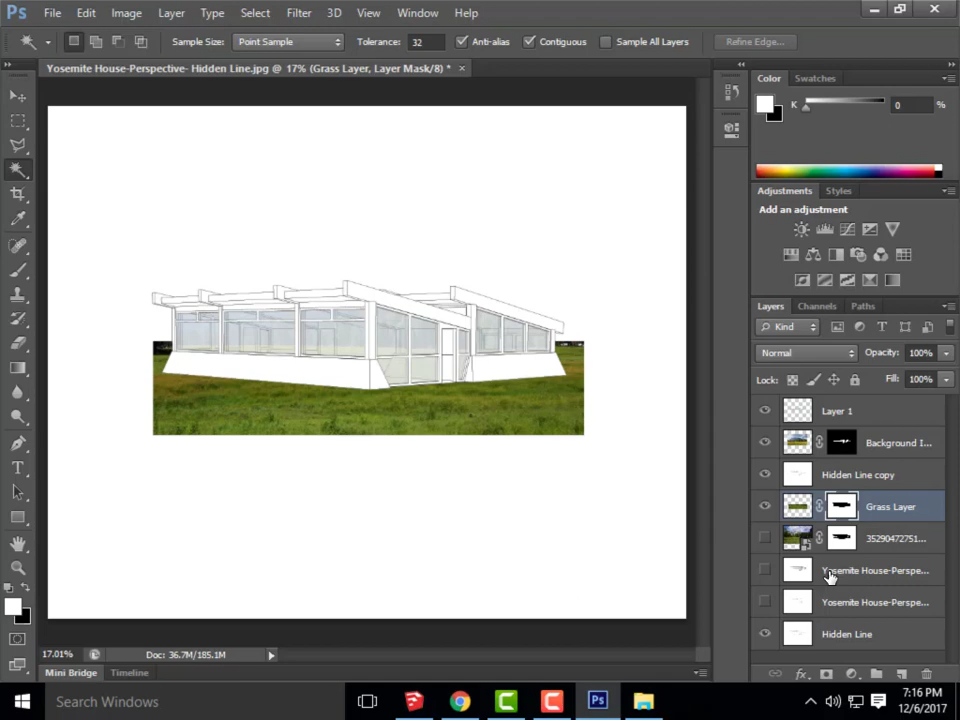 Ps File Edit Image Layer Type Select Filter 3D View Window Help
Sample Size: Point Sample Tolerance: 32 Anti-alias Contiguous Sample All Layers Refine Edge...
Yosemite House-Perspective- Hidden Line.jpg @ 17% (Grass Layer, Layer Mask/8) * ×
Color Swatches
K 0 %
Adjustments Styles
Add an adjustment
Layers Channels Paths
Kind T
Normal Opacity: 100%
Lock: Fill: 100%
Layer 1
Background I...
Hidden Line copy
Grass Layer
35290472751...
Yosemite House-Perspe...
Yosemite House-Perspe...
Hidden Line
17.01% Doc: 36.7M/185.1M
Mini Bridge Timeline
fx
Search Windows
Ps
7:16 PM
12/6/2017